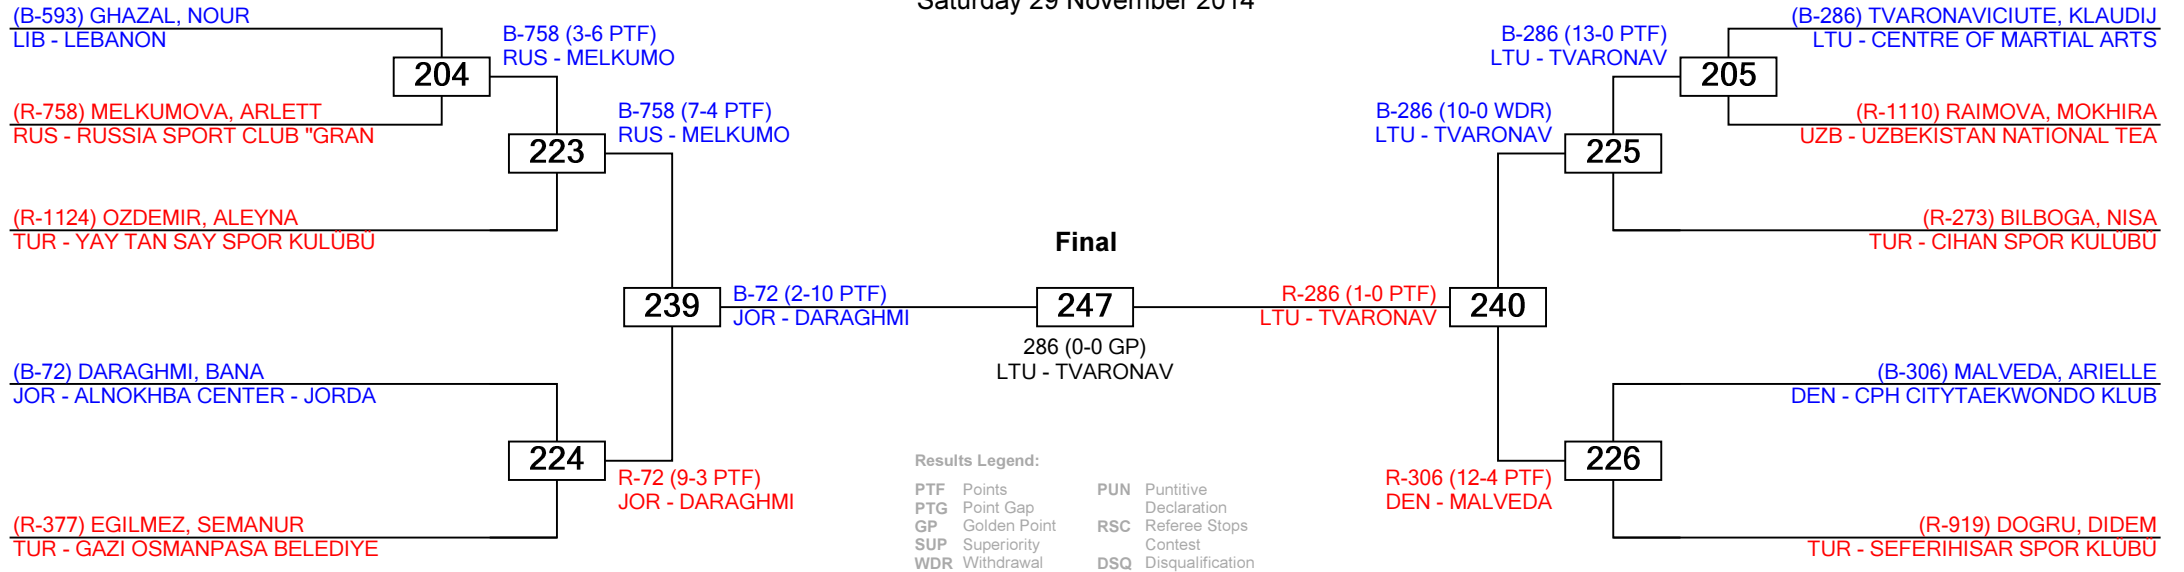 Saturday 29 November 2014
(B-593) GHAZAL, NOUR
LIB - LEBANON
204
(R-758) MELKUMOVA, ARLETT
RUS - RUSSIA SPORT CLUB "GRAN
B-758 (3-6 PTF)
RUS - MELKUMO
223
(R-1124) OZDEMIR, ALEYNA
TUR - YAY TAN SAY SPOR KULÜBÜ
B-758 (7-4 PTF)
RUS - MELKUMO
239
(B-72) DARAGHMI, BANA
JOR - ALNOKHBA CENTER - JORDA
224
(R-377) EGILMEZ, SEMANUR
TUR - GAZI OSMANPASA BELEDIYE
R-72 (9-3 PTF)
JOR - DARAGHMI
B-72 (2-10 PTF)
JOR - DARAGHMI
Final
247
286 (0-0 GP)
LTU - TVARONAV
R-286 (1-0 PTF)
LTU - TVARONAV
240
B-286 (10-0 WDR)
LTU - TVARONAV
225
B-286 (13-0 PTF)
LTU - TVARONAV
205
(B-286) TVARONAVICIUTE, KLAUDIJ
LTU - CENTRE OF MARTIAL ARTS
(R-1110) RAIMOVA, MOKHIRA
UZB - UZBEKISTAN NATIONAL TEA
(R-273) BILBOGA, NISA
TUR - CIHAN SPOR KULÜBÜ
R-306 (12-4 PTF)
DEN - MALVEDA
226
(B-306) MALVEDA, ARIELLE
DEN - CPH CITYTAEKWONDO KLUB
(R-919) DOGRU, DIDEM
TUR - SEFERIHISAR SPOR KLÜBÜ
Results Legend:
PTF Points
PTG Point Gap
GP Golden Point
SUP Superiority
WDR Withdrawal
PUN Puntitive
Declaration
RSC Referee Stops
Contest
DSQ Disqualification